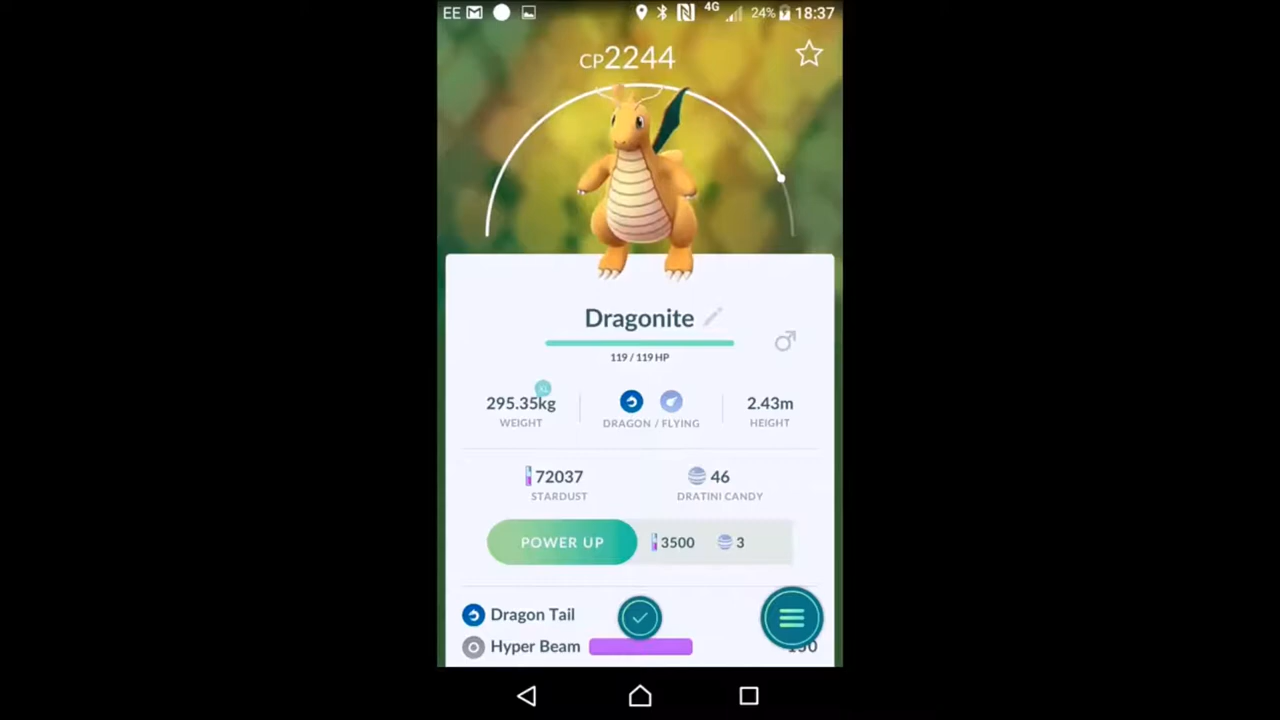 EE 4G 24% 18:37
CP2244
Dragonite
119 / 119 HP
XL
295.35kg 2.43m
WEIGHT DRAGON / FLYING HEIGHT
72037 46
STARDUST DRATINI CANDY
POWER UP 3500 3
Dragon Tail
Hyper Beam